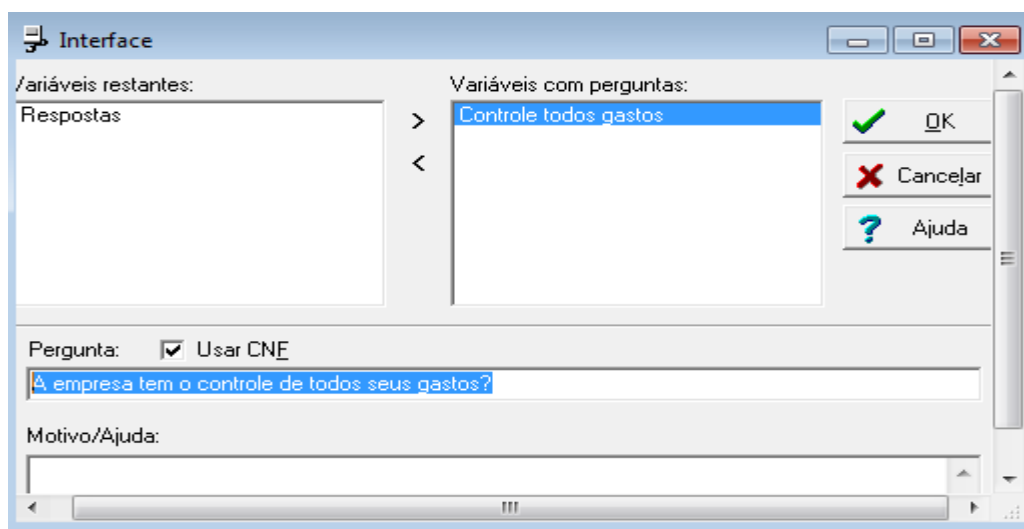 Interface
Variáveis restantes:
Variáveis com perguntas:
Respostas
>
<
Controle todos gastos
OK
Cancelar
Ajuda
Pergunta:
Usar CNF
A empresa tem o controle de todos seus gastos?
Motivo/Ajuda: